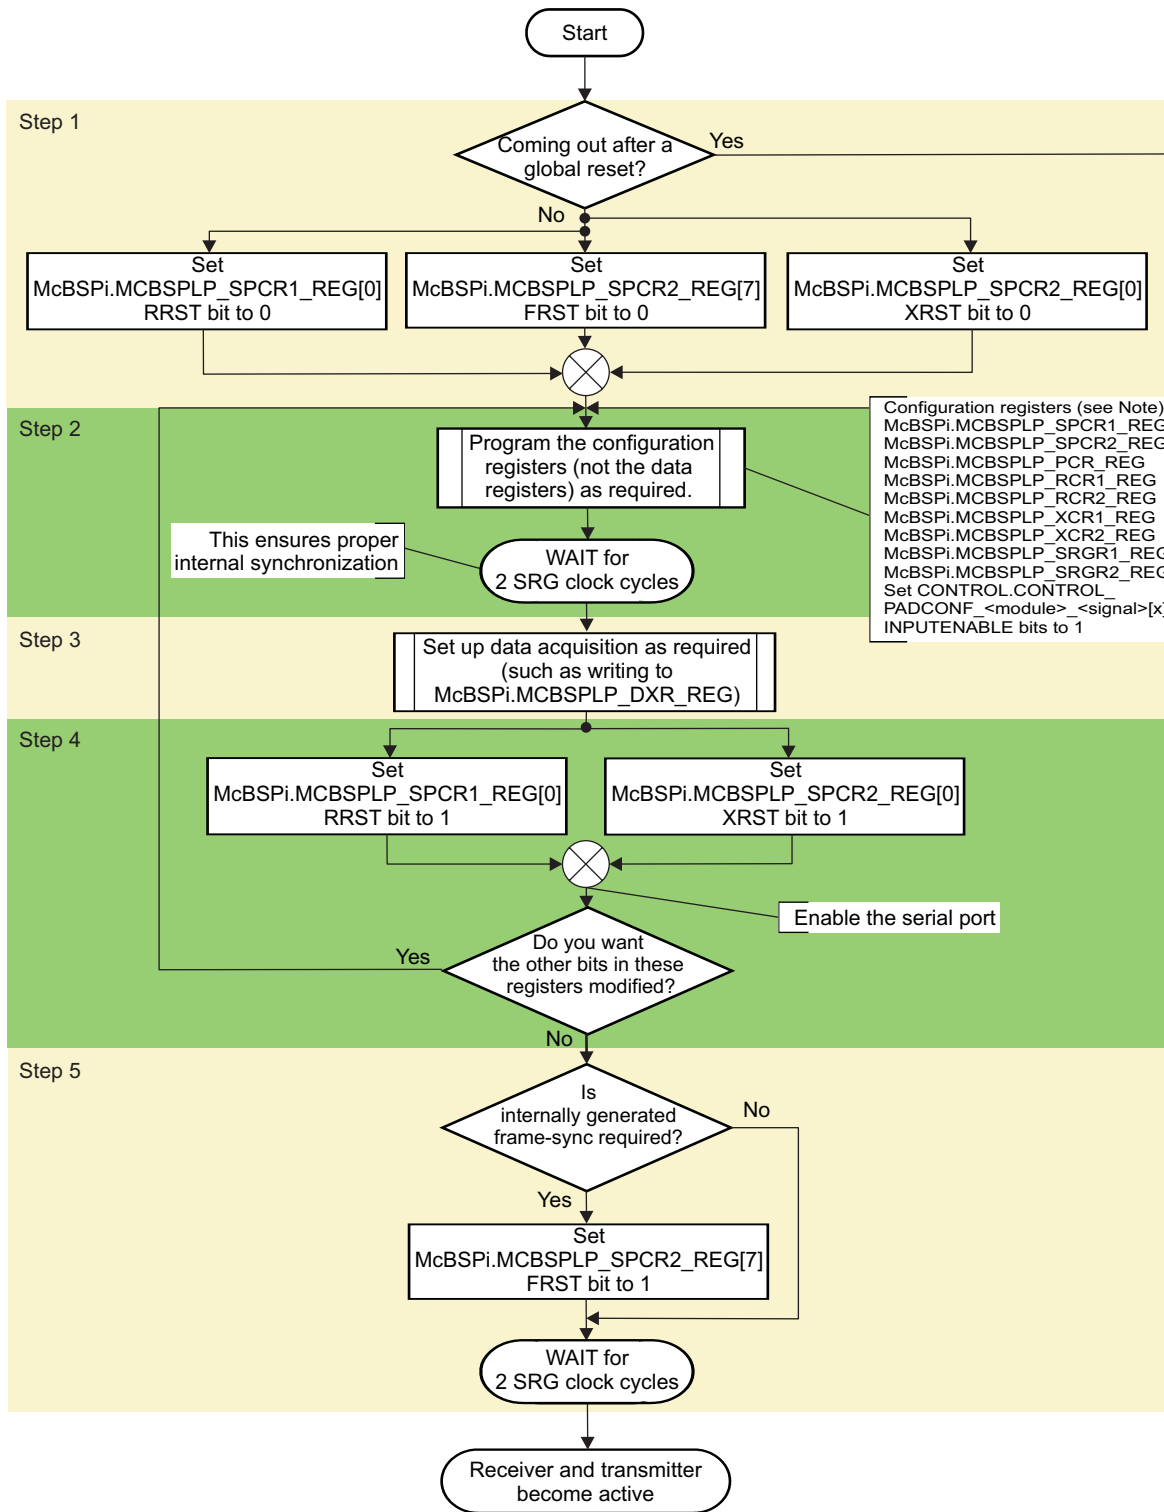 Start
Step 1
Coming out after a
global reset?
Yes
No
Set
McBSPi.MCBSPLP_SPCR1_REG[0]
RRST bit to 0
Set
McBSPi.MCBSPLP_SPCR2_REG[7]
FRST bit to 0
Set
McBSPi.MCBSPLP_SPCR2_REG[0]
XRST bit to 0
Step 2
Program the configuration
registers (not the data
registers) as required.
Configuration registers (see Note)
McBSPi.MCBSPLP_SPCR1_REG
McBSPi.MCBSPLP_SPCR2_REG
McBSPi.MCBSPLP_PCR_REG
McBSPi.MCBSPLP_RCR1_REG
McBSPi.MCBSPLP_RCR2_REG
McBSPi.MCBSPLP_XCR1_REG
McBSPi.MCBSPLP_XCR2_REG
McBSPi.MCBSPLP_SRGR1_REG
McBSPi.MCBSPLP_SRGR2_REG
Set CONTROL.CONTROL_
PADCONF_<module>_<signal>[x]
INPUTENABLE bits to 1
This ensures proper
internal synchronization
WAIT for
2 SRG clock cycles
Step 3
Set up data acquisition as required
(such as writing to
McBSPi.MCBSPLP_DXR_REG)
Step 4
Set
McBSPi.MCBSPLP_SPCR1_REG[0]
RRST bit to 1
Set
McBSPi.MCBSPLP_SPCR2_REG[0]
XRST bit to 1
Enable the serial port
Do you want
the other bits in these
registers modified?
Yes
No
Step 5
Is
internally generated
frame-sync required?
No
Yes
Set
McBSPi.MCBSPLP_SPCR2_REG[7]
FRST bit to 1
WAIT for
2 SRG clock cycles
Receiver and transmitter
become active